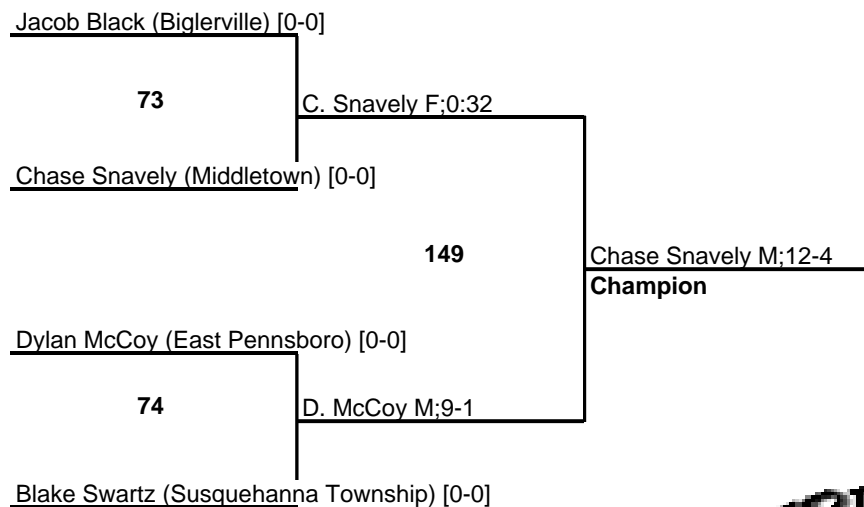 Jacob Black (Biglerville) [0-0]
73
C. Snavely F;0:32
Chase Snavely (Middletown) [0-0]
149
Chase Snavely M;12-4
Champion
Dylan McCoy (East Pennsboro) [0-0]
74
D. McCoy M;9-1
Blake Swartz (Susquehanna Township) [0-0]